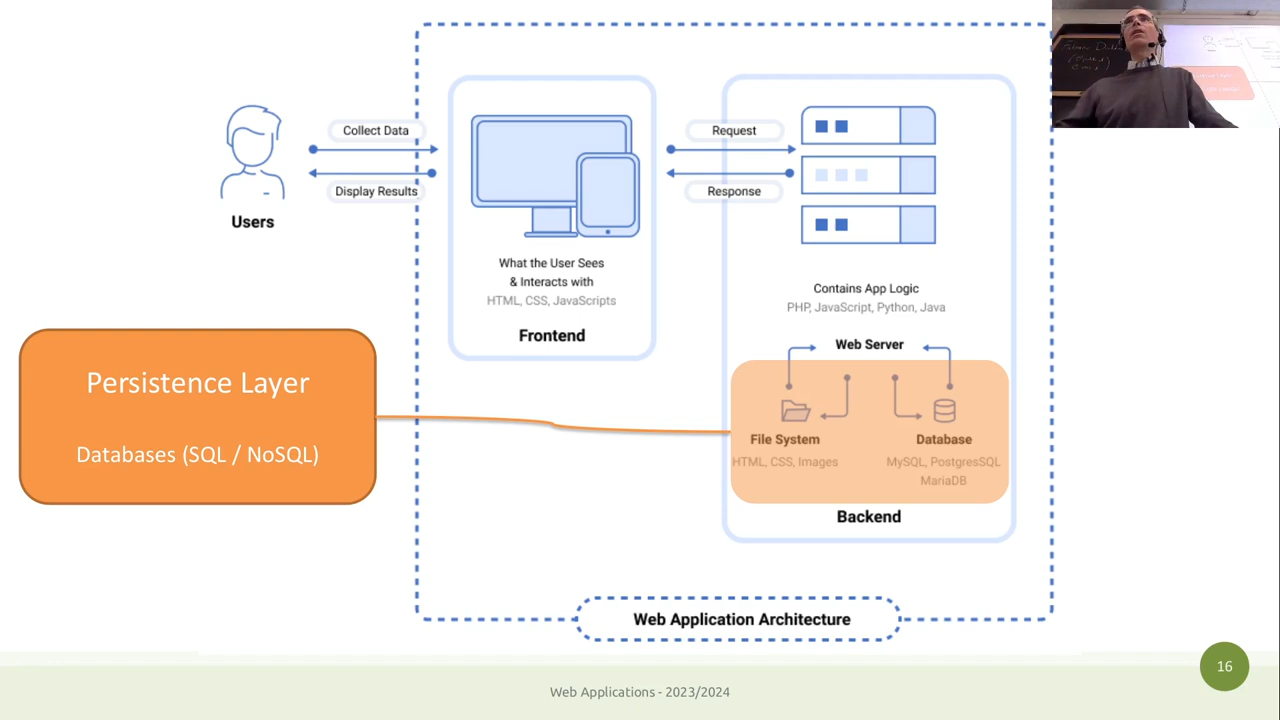 Collect Data
Display Results
Users
What the User Sees
& Interacts with
HTML, CSS, JavaScripts
Frontend
Request
Response
Contains App Logic
PHP, JavaScript, Python, Java
Web Server
File System
HTML, CSS, Images
Database
MySQL, PostgresSQL
MariaDB
Backend
Persistence Layer
Databases (SQL / NoSQL)
Web Application Architecture
Web Applications - 2023/2024
16